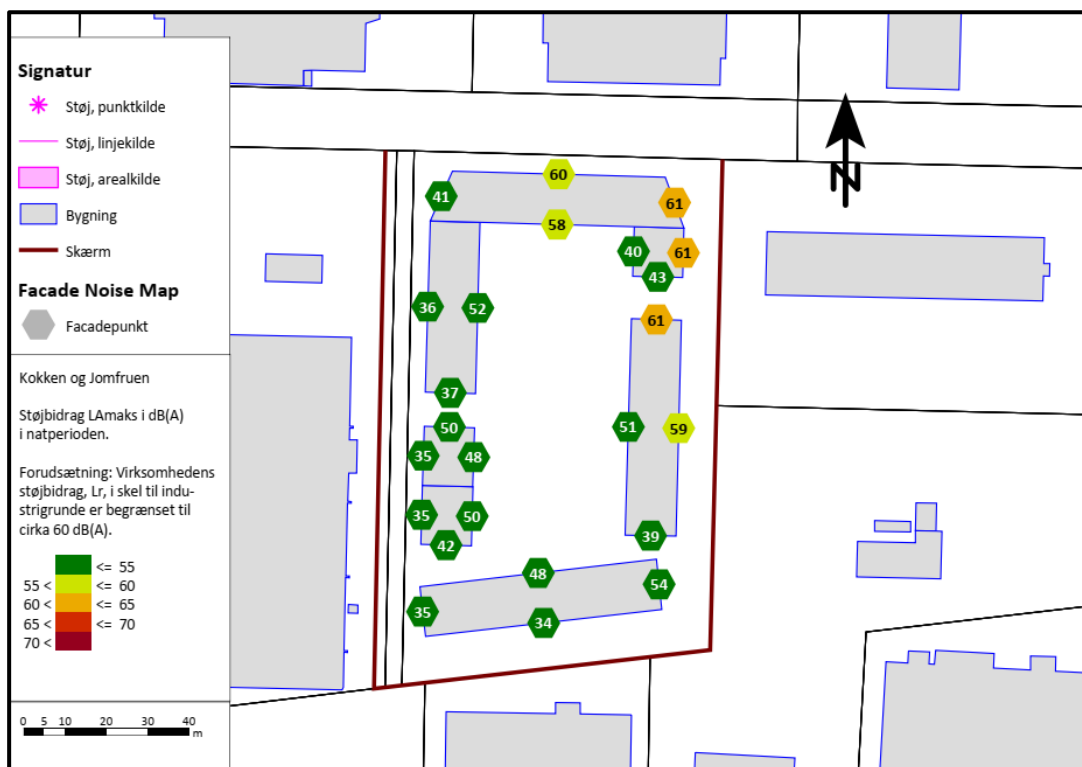 Signatur
Støj, punktkilde
Støj, linjekilde
Støj, arealkilde
Bygning
Skærm
Facade Noise Map
Facadepunkt
Kokken og Jomfruen
Støjbidrag LAmaks i dB(A)
i natperioden.
Forudsætning: Virksomhedens
støjbidrag, Lr, i skel til indu-
strigrunde er begrænset til
cirka 60 dB(A).
<= 55
55 < <= 60
60 < <= 65
65 < <= 70
70 <
0 5 10 20 30 40
m
N
60
41
61
58
40
61
43
36
52
61
37
50
51
59
35
48
35
50
42
39
48
54
35
34